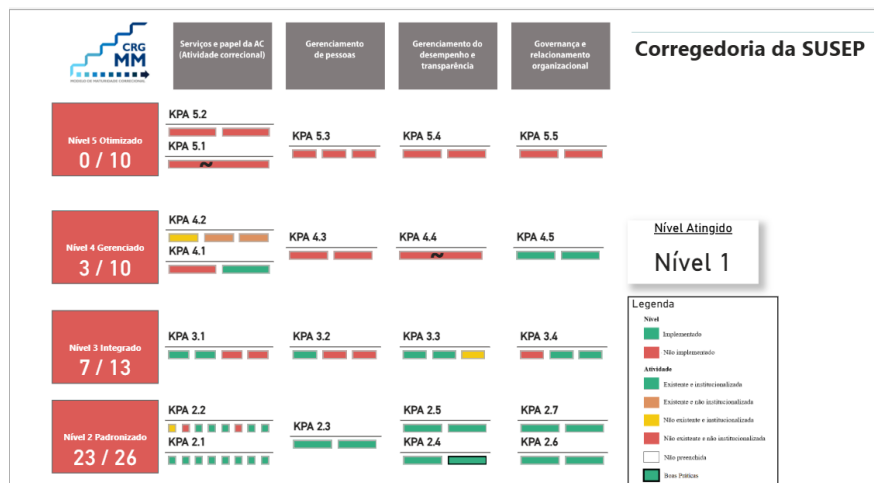 CRG
MM
MODELO DE MATURIDADE CORREICIONAL
Serviços e papel da AC
(Atividade correcional)
Gerenciamento
de pessoas
Gerenciamento do
desempenho e
transparência
Governança e
relacionamento
organizacional
Corregedoria da SUSEP
Nível 5 Otimizado
0 / 10
KPA 5.2
KPA 5.1
~
KPA 5.3
KPA 5.4
KPA 5.5
Nível 4 Gerenciado
3 / 10
KPA 4.2
KPA 4.1
KPA 4.3
KPA 4.4
~
KPA 4.5
Nível Atingido
Nível 1
Nível 3 Integrado
7 / 13
KPA 3.1
KPA 3.2
KPA 3.3
KPA 3.4
Nível 2 Padronizado
23 / 26
KPA 2.2
KPA 2.1
KPA 2.3
KPA 2.5
KPA 2.4
KPA 2.7
KPA 2.6
Legenda
Nível
Implementado
Não implementado
Atividade
Existente e institucionalizada
Existente e não institucionalizada
Não existente e institucionalizada
Não existente e não institucionalizada
Não preenchida
Boas Práticas